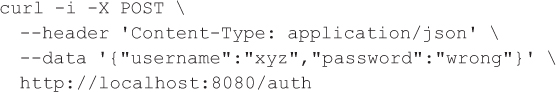 curl -i -X POST \
  --header 'Content-Type: application/json' \
  --data '{"username":"xyz","password":"wrong"}' \
  http://localhost:8080/auth